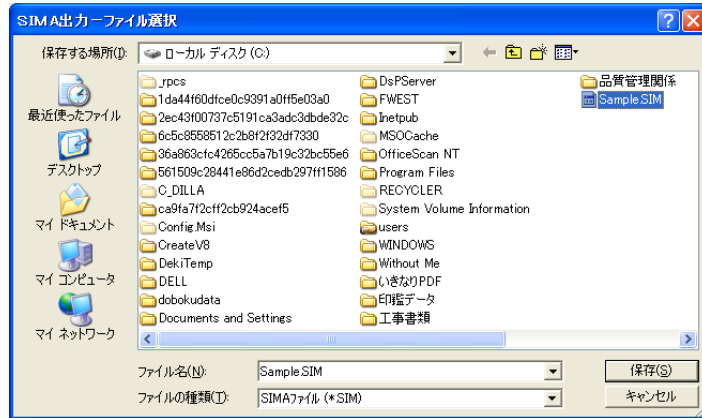 SIMA出力ーファイル選択
保存する場所(I):
ローカル ディスク (C:)
最近使ったファイル
デスクトップ
マイ ドキュメント
マイ コンピュータ
マイ ネットワーク
_rpcs
1da44f60dfce0c9391a0ff5e03a0
2ec43f00737c5191ca3adc3dbde32c
6c5c8558512c2b8f2f32df7330
36a863cfc4265cc5a7b19c32bc55e6
561509c28441e86d2cedb297ff1586
C_DILLA
ca9fa7f2cff2cb924acef5
Config.Msi
CreateV8
DekiTemp
DELL
dobokudata
Documents and Settings
DsPServer
FWEST
Inetpub
MSOCache
OfficeScan NT
Program Files
RECYCLER
System Volume Information
users
WINDOWS
Without Me
いきなりPDF
印鑑データ
工事書類
品質管理関係
Sample.SIM
ファイル名(N):
Sample.SIM
保存(S)
ファイルの種類(T):
SIMAファイル (*.SIM)
キャンセル